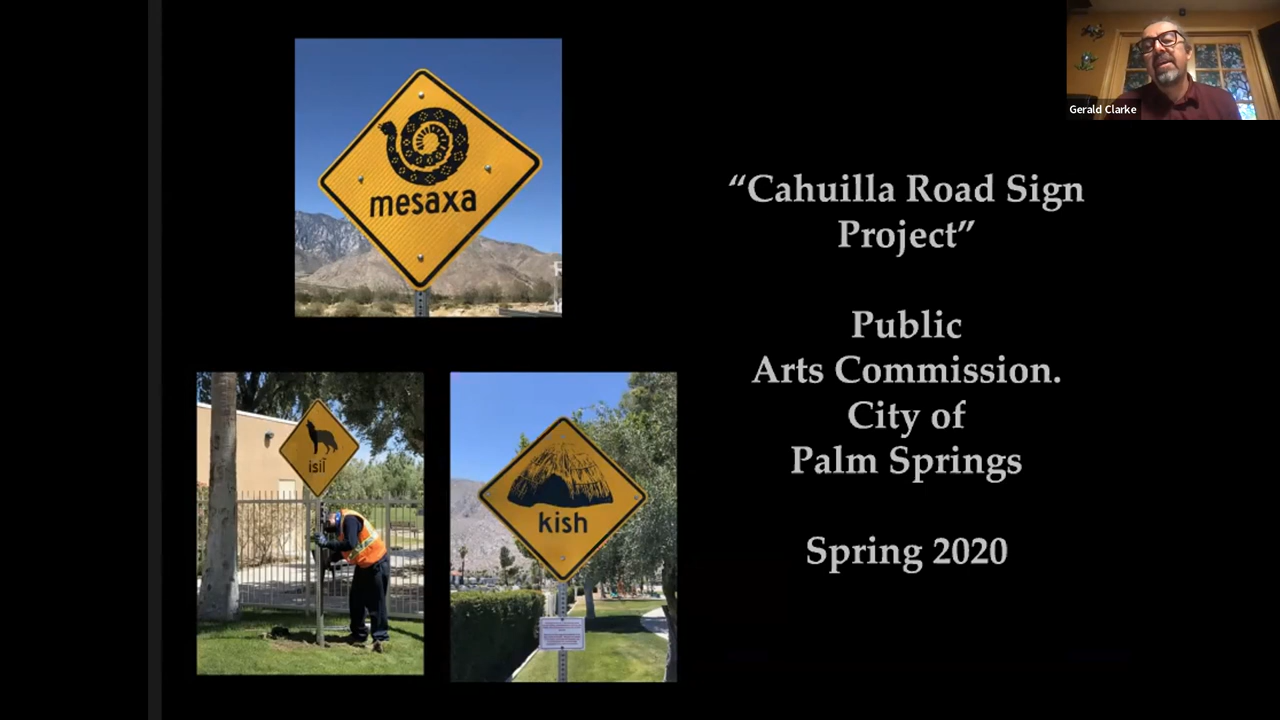 Gerald Clarke
mesaxa
“Cahuilla Road Sign
Project”
Public
Arts Commission.
City of
Palm Springs
Spring 2020
isil̃
kish